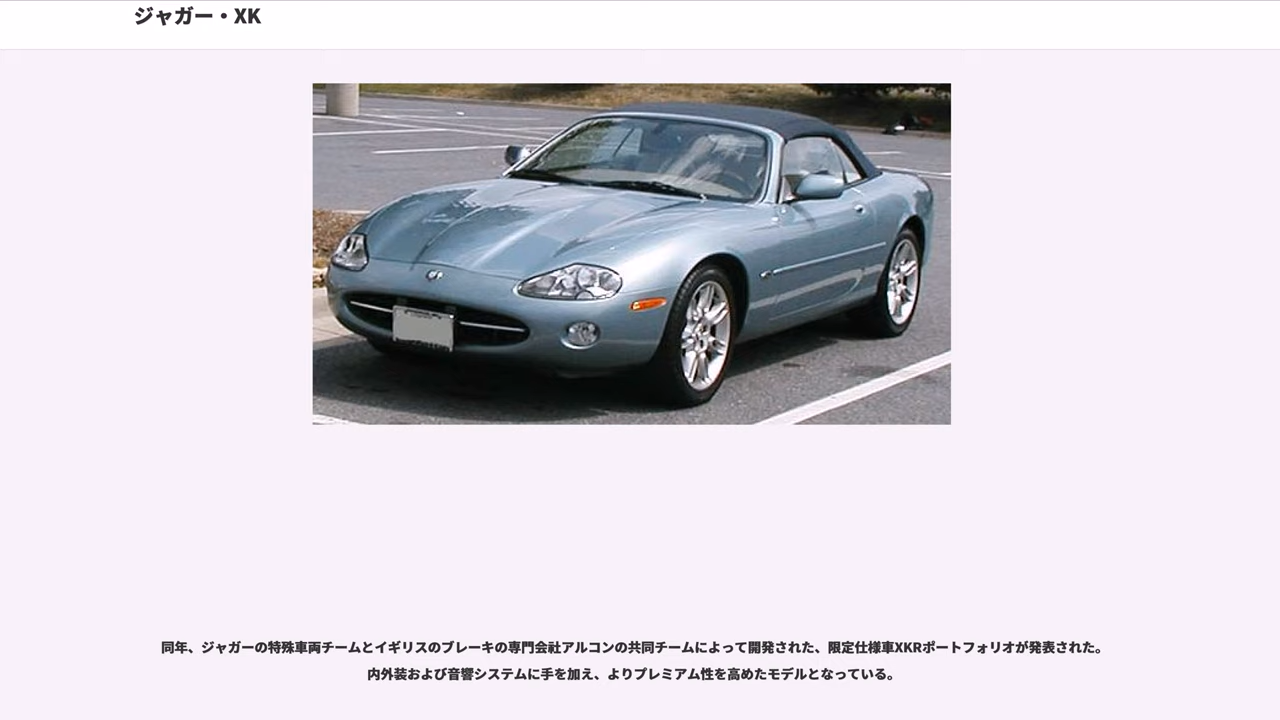 ジャガー・XK
同年、ジャガーの特殊車両チームとイギリスのブレーキの専門会社アルコンの共同チームによって開発された、限定仕様車XKRポートフォリオが発表された。
内外装および音響システムに手を加え、よりプレミアム性を高めたモデルとなっている。